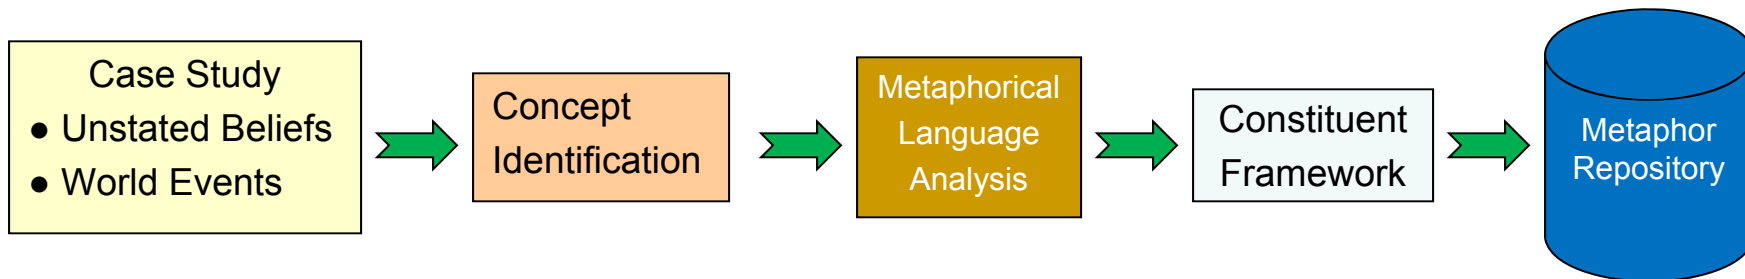 Case Study
● Unstated Beliefs
● World Events
Concept
Identification
Metaphorical
Language
Analysis
Constituent
Framework
Metaphor
Repository